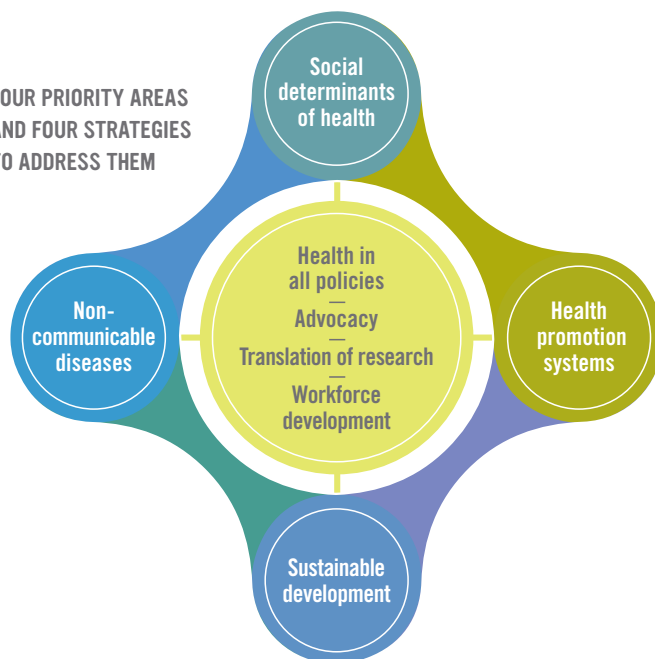 OUR PRIORITY AREAS
AND FOUR STRATEGIES
TO ADDRESS THEM
Social
determinants
of health
Non-
communicable
diseases
Health in
all policies
—
Advocacy
—
Translation of research
—
Workforce
development
Health
promotion
systems
Sustainable
development